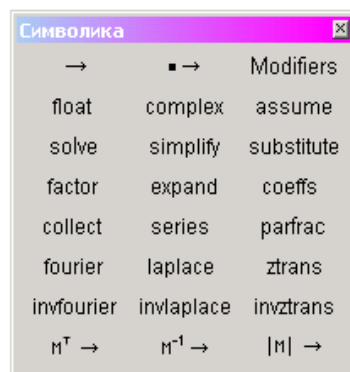 Символика
→ ▪ → Modifiers
float complex assume
solve simplify substitute
factor expand coeffs
collect series parfrac
fourier laplace ztrans
invfourier invlaplace invztrans
Mᵀ → M⁻¹ → |M| →